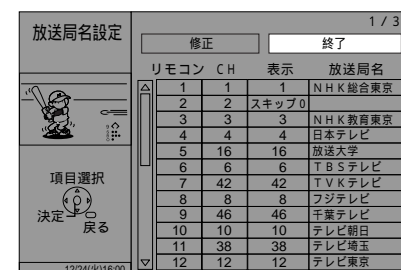 放送局名設定
1 / 3
修正 終了
リモコン CH 表示 放送局名
1 1 1 NHK総合東京
2 2 スキップ0
3 3 3 NHK教育東京
4 4 4 日本テレビ
5 16 16 放送大学
6 6 6 TBSテレビ
7 42 42 TVKテレビ
8 8 8 フジテレビ
9 46 46 千葉テレビ
10 10 10 テレビ朝日
11 38 38 テレビ埼玉
12 12 12 テレビ東京
項目選択
決定
戻る
12/24(火)16:00